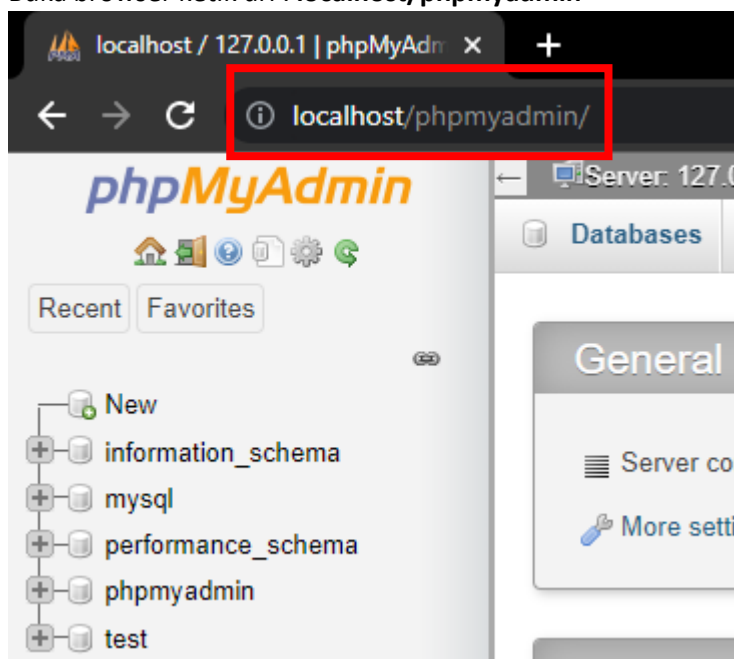 localhost / 127.0.0.1 | phpMyAdm
localhost/phpmyadmin/
phpMyAdmin
Server: 127.0
Databases
Recent Favorites
General
New
information_schema
Server co
mysql
More setti
performance_schema
phpmyadmin
test